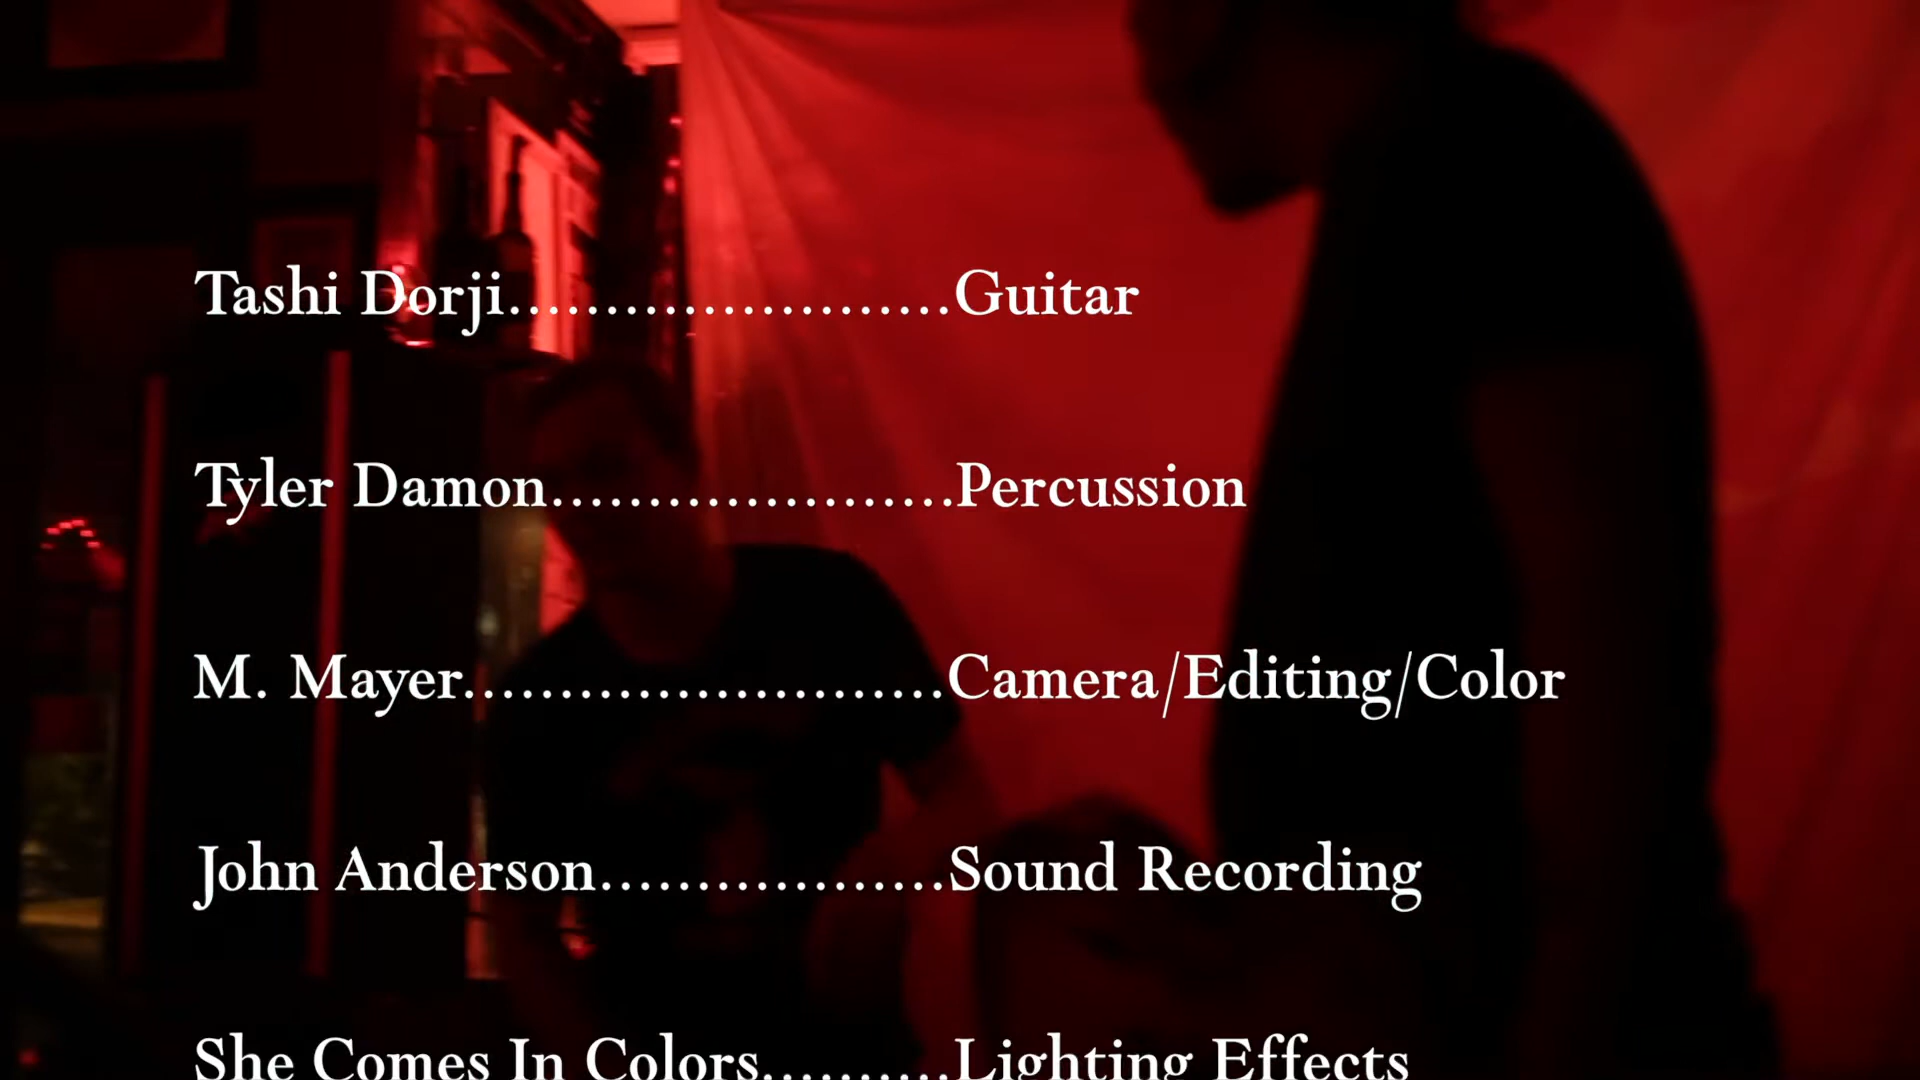 Tashi Dorji.............................Guitar
Tyler Damon.........................Percussion
M. Mayer..............................Camera/Editing/Color
John Anderson......................Sound Recording
She Comes In Colors............Lighting Effects